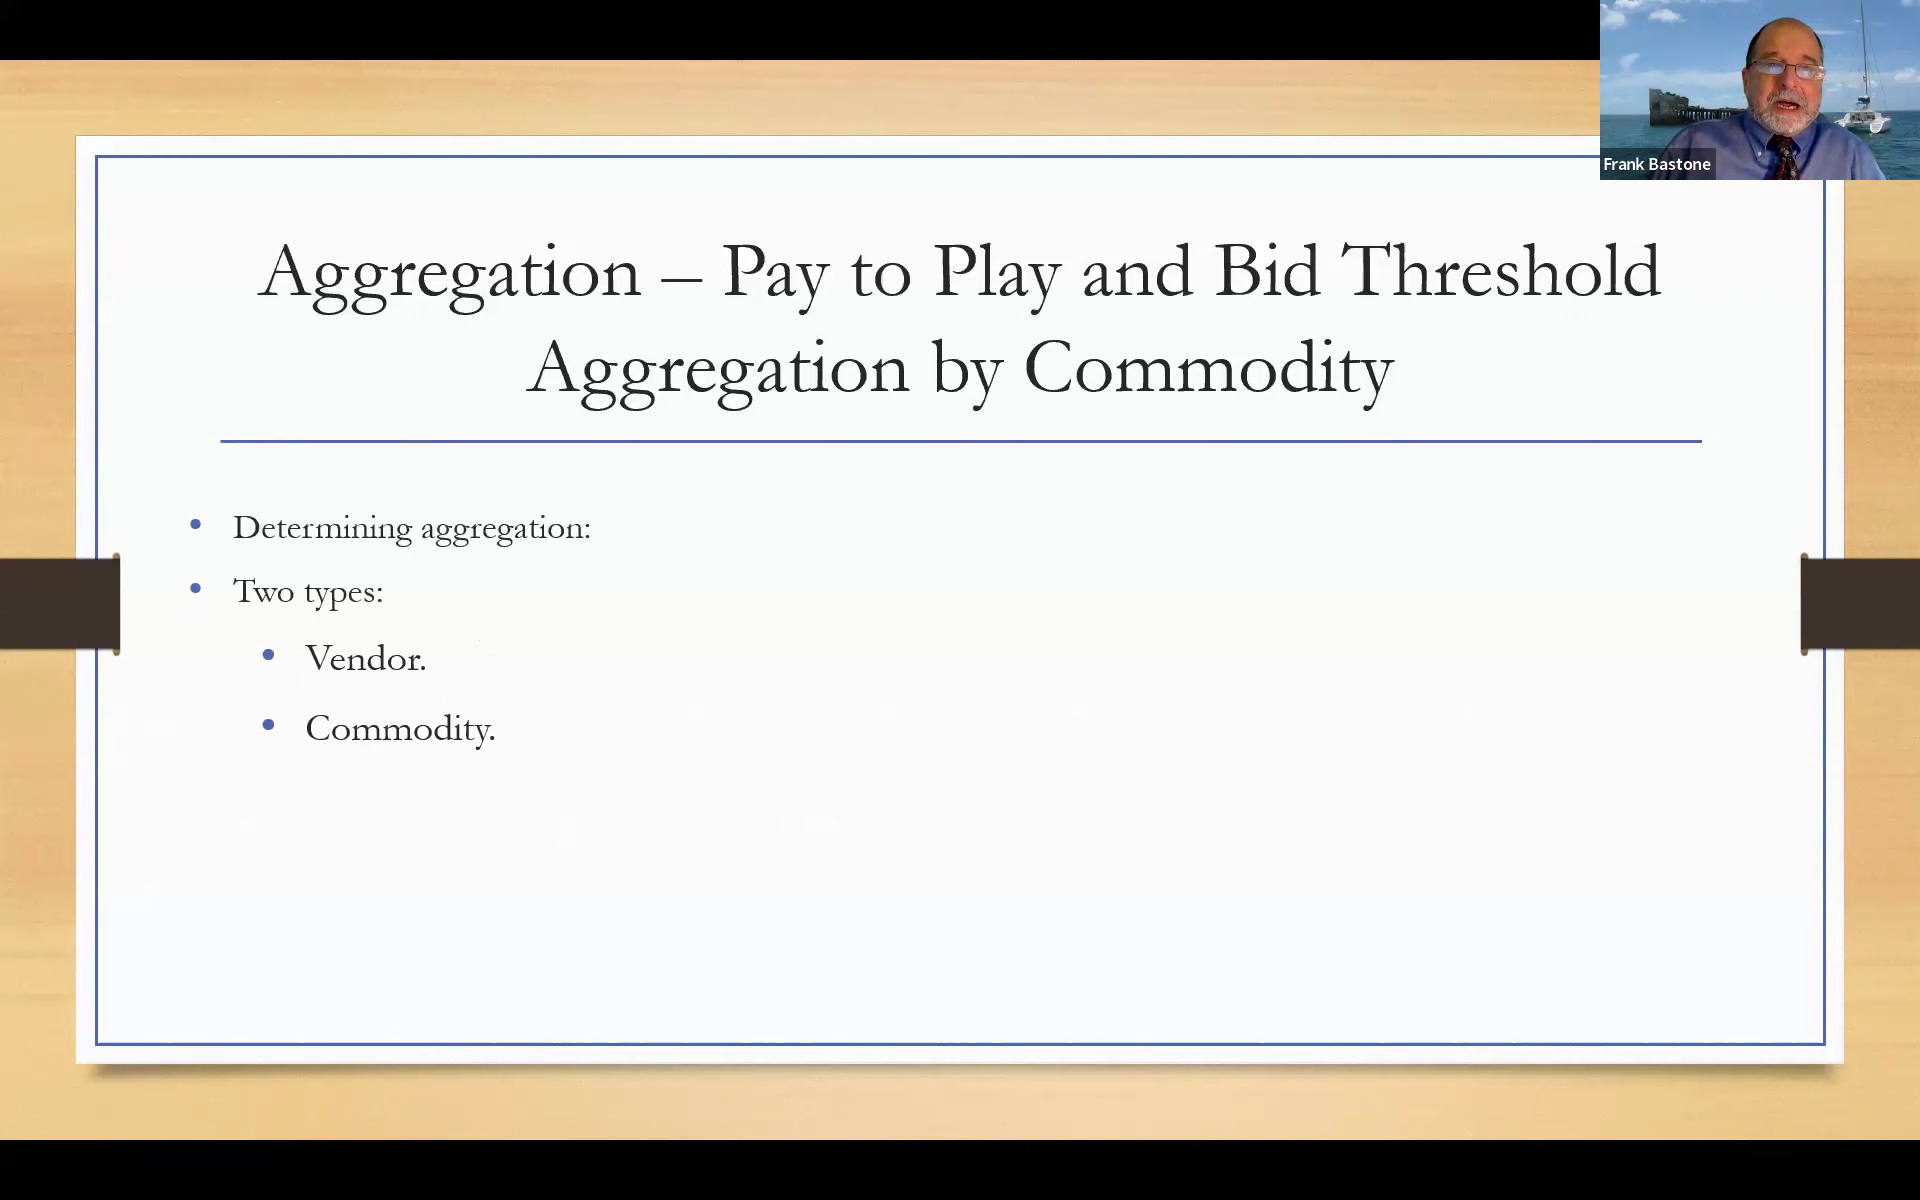 Frank Bastone
Aggregation – Pay to Play and Bid Threshold
Aggregation by Commodity
• Determining aggregation:
• Two types:
• Vendor.
• Commodity.